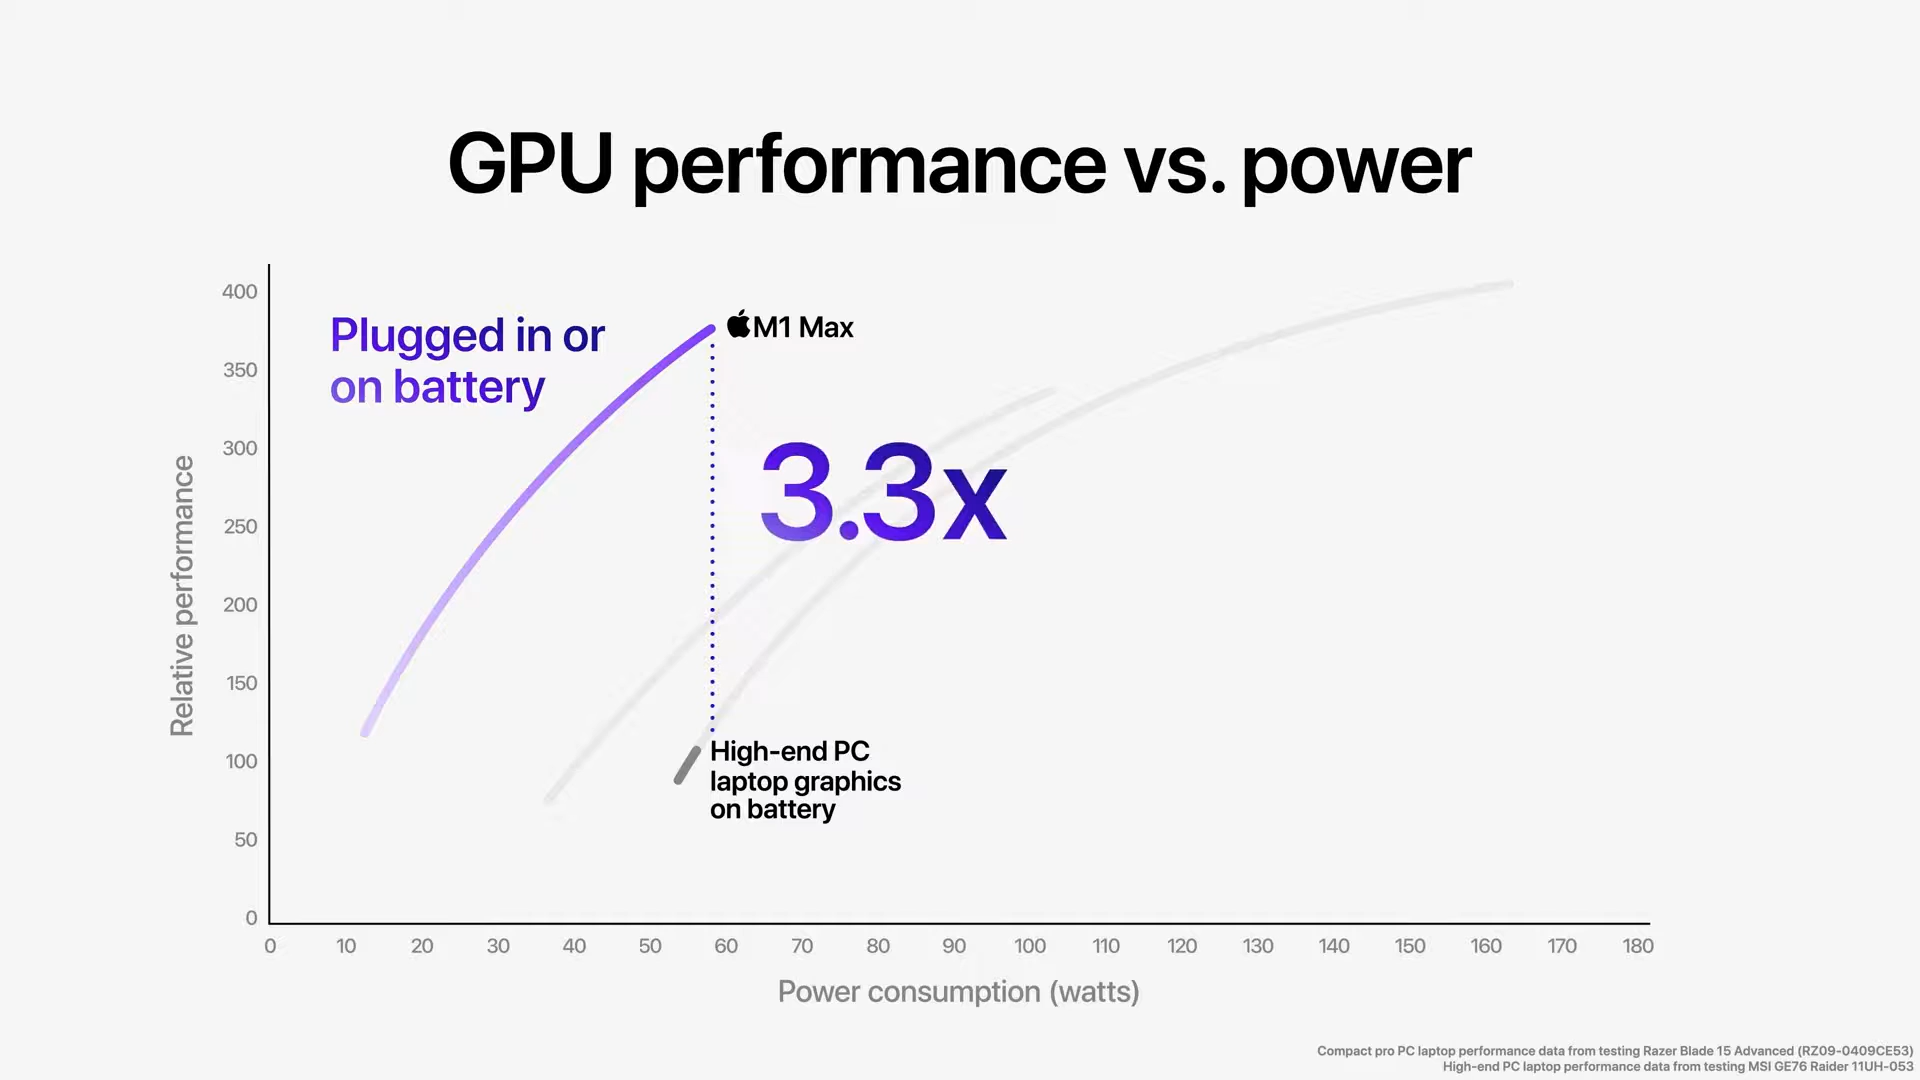 GPU performance vs. power
400
350
300
250
200
150
100
50
0
Relative performance
Plugged in or
on battery
M1 Max
3.3x
High-end PC
laptop graphics
on battery
0 10 20 30 40 50 60 70 80 90 100 110 120 130 140 150 160 170 180
Power consumption (watts)
Compact pro PC laptop performance data from testing Razer Blade 15 Advanced (RZ09-0409CE53)
High-end PC laptop performance data from testing MSI GE76 Raider 11UH-053